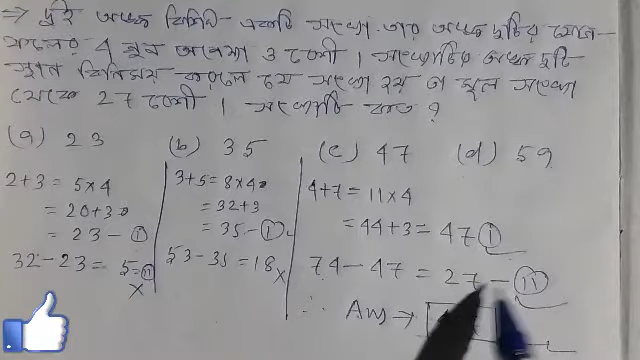 ⇒ দুই অঙ্ক বিশিষ্ট একটি সংখ্যা তার অঙ্ক দুটির যোগ-
ফলের 4 গুন অপেক্ষা 3 বেশী । সংখ্যাটির অঙ্ক দুটি
স্থান বিনিময় করলে যে সংখ্যা হয় তা মূল সংখ্যা
থেকে 27 বেশী । সংখ্যাটি কত ?
(a) 23 (b) 35 (c) 47 (d) 59
2+3 = 5×4
= 20+3
= 23 – (i)
32 – 23 =
×
3+5 = 8×4
= 32+3
= 35 – (i)
53 – 35 = 18 ×
4+7 = 11×4
= 44+3 = 47 (i)
74 – 47 = 27 – (ii)
∴ Ans →